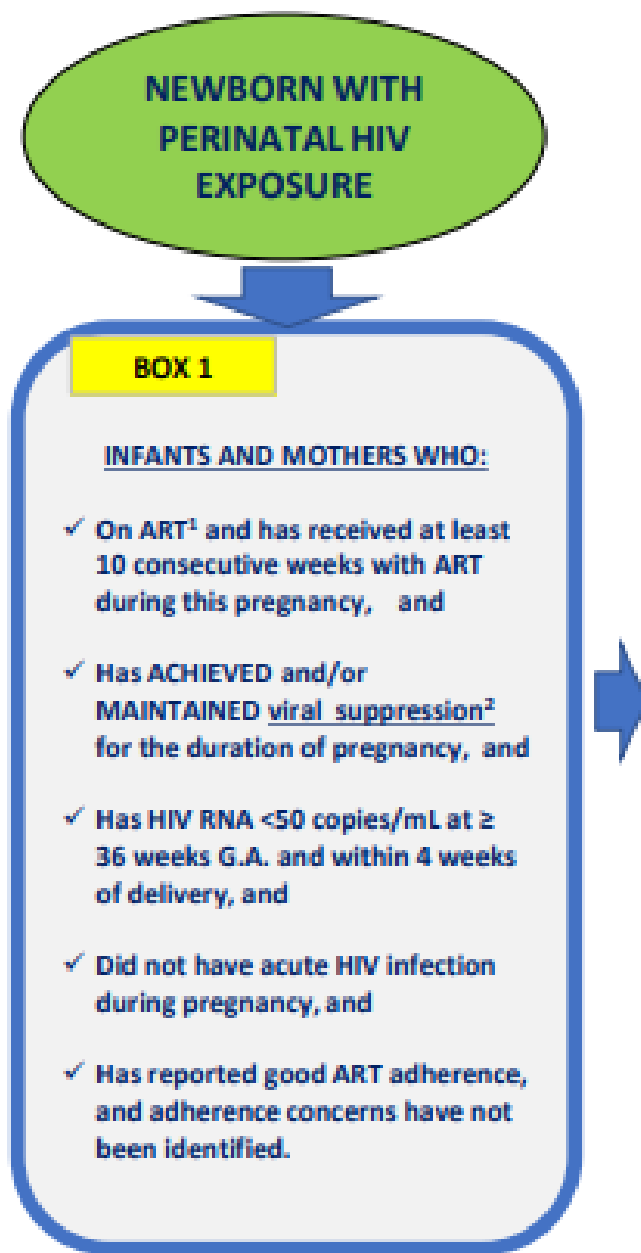 NEWBORN WITH
PERINATAL HIV
EXPOSURE
BOX 1
INFANTS AND MOTHERS WHO:
✓ On ART¹ and has received at least
10 consecutive weeks with ART
during this pregnancy, and
✓ Has ACHIEVED and/or
MAINTAINED viral suppression²
for the duration of pregnancy, and
✓ Has HIV RNA <50 copies/mL at ≥
36 weeks G.A. and within 4 weeks
of delivery, and
✓ Did not have acute HIV infection
during pregnancy, and
✓ Has reported good ART adherence,
and adherence concerns have not
been identified.